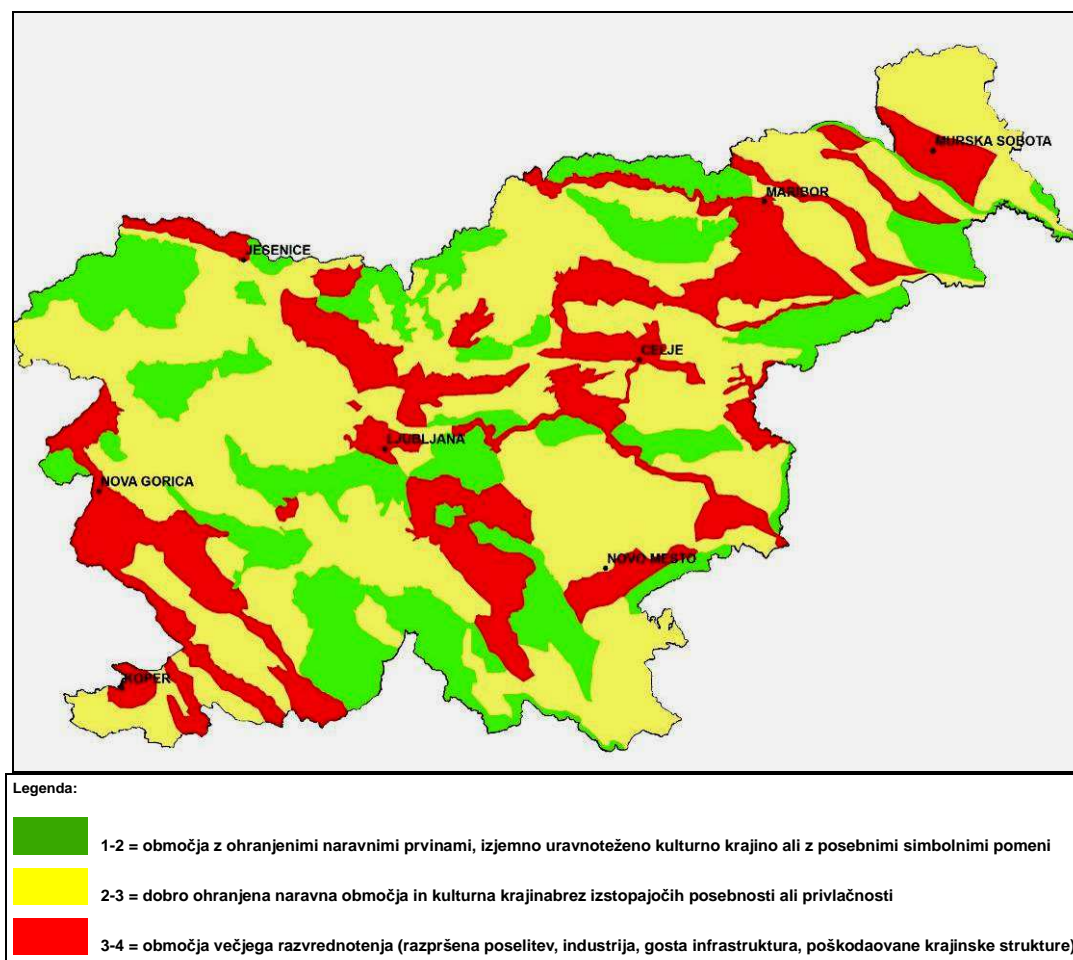 MURSKA SOBOTA
MARIBOR
JESENICE
CELJE
LJUBLJANA
NOVA GORICA
NOVO MESTO
KOPER
Legenda:
1-2 = območja z ohranjenimi naravnimi prvinami, izjemno uravnoteženo kulturno krajino ali z posebnimi simbolnimi pomeni
2-3 = dobro ohranjena naravna območja in kulturna krajinabrez izstopajočih posebnosti ali privlačnosti
3-4 = območja večjega razvrednotenja (razpršena poselitev, industrija, gosta infrastruktura, poškodaovane krajinske strukture)